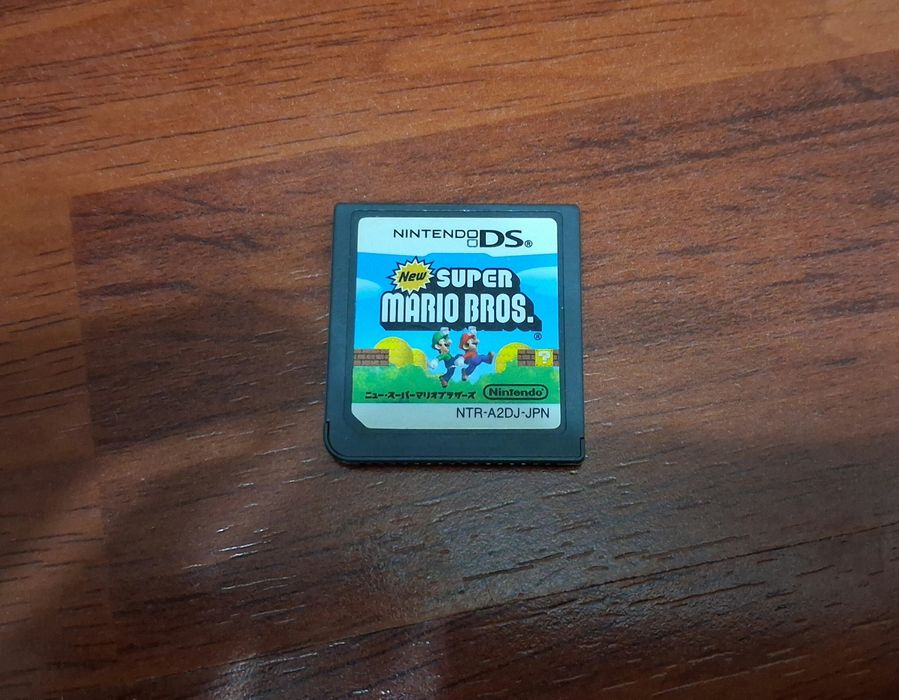 NINTENDO DS®
New SUPER
MARIO BROS.®
?
ニュー・スーパーマリオブラザーズ Nintendo®
NTR-A2DJ-JPN